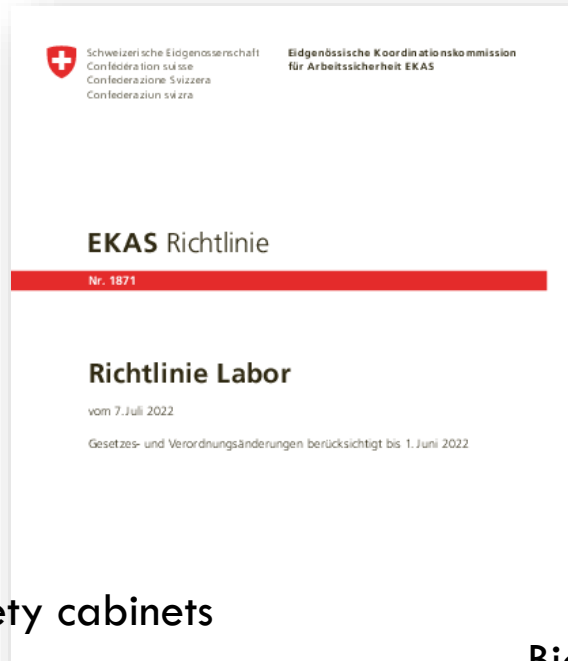 Schweizerische Eidgenossenschaft
Confédération suisse
Confederazione Svizzera
Confederaziun svizra
Eidgenössische Koordinationskommission
für Arbeitssicherheit EKAS
EKAS Richtlinie
Nr. 1871
Richtlinie Labor
vom 7. Juli 2022
Gesetzes- und Verordnungsänderungen berücksichtigt bis 1. Juni 2022
cabinets